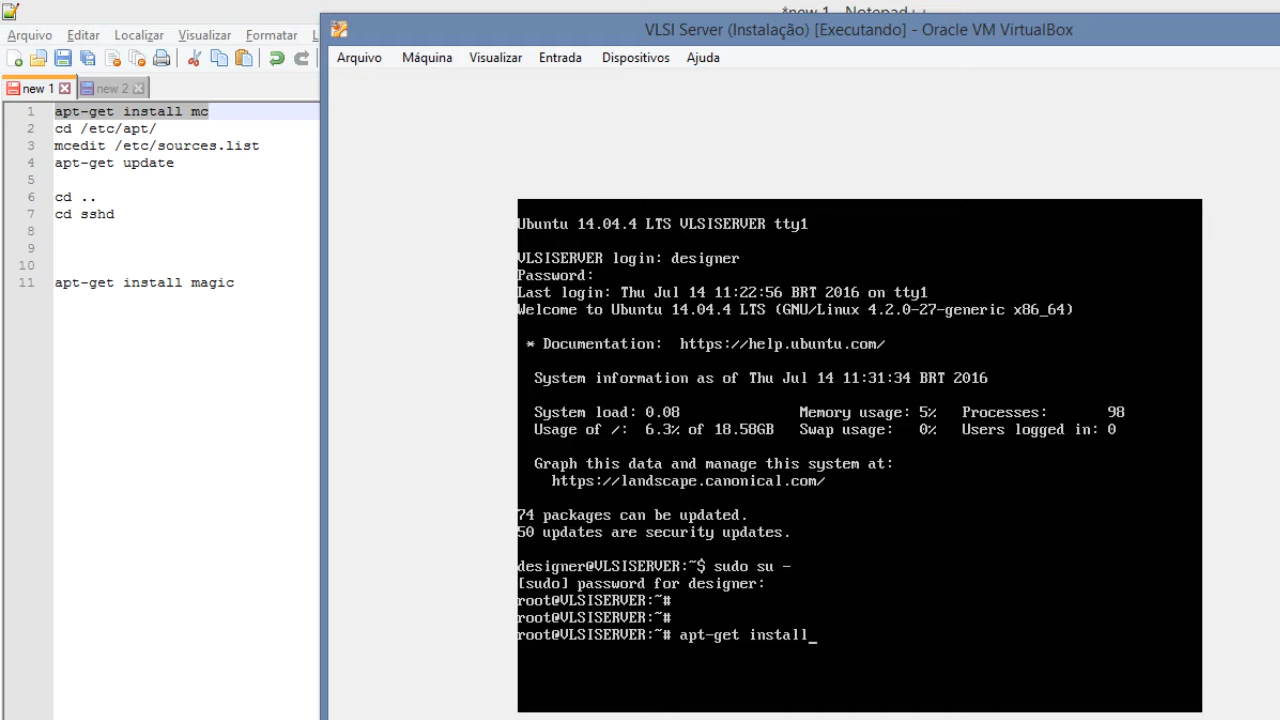 *new 1 - Notepad++
Arquivo Editar Localizar Visualizar Formatar L
new 1 new 2
1 apt-get install mc
2 cd /etc/apt/
3 mcedit /etc/sources.list
4 apt-get update
5
6 cd ..
7 cd sshd
8
9
10
11 apt-get install magic
VLSI Server (Instalação) [Executando] - Oracle VM VirtualBox
Arquivo Máquina Visualizar Entrada Dispositivos Ajuda
Ubuntu 14.04.4 LTS VLSISERVER tty1
VLSISERVER login: designer
Password:
Last login: Thu Jul 14 11:22:56 BRT 2016 on tty1
Welcome to Ubuntu 14.04.4 LTS (GNU/Linux 4.2.0-27-generic x86_64)
* Documentation: https://help.ubuntu.com/
System information as of Thu Jul 14 11:31:34 BRT 2016
System load: 0.08 Memory usage: 5% Processes: 98
Usage of /: 6.3% of 18.58GB Swap usage: 0% Users logged in: 0
Graph this data and manage this system at:
https://landscape.canonical.com/
74 packages can be updated.
50 updates are security updates.
designer@VLSISERVER:~$ sudo su -
[sudo] password for designer:
root@VLSISERVER:~#
root@VLSISERVER:~#
root@VLSISERVER:~# apt-get install_